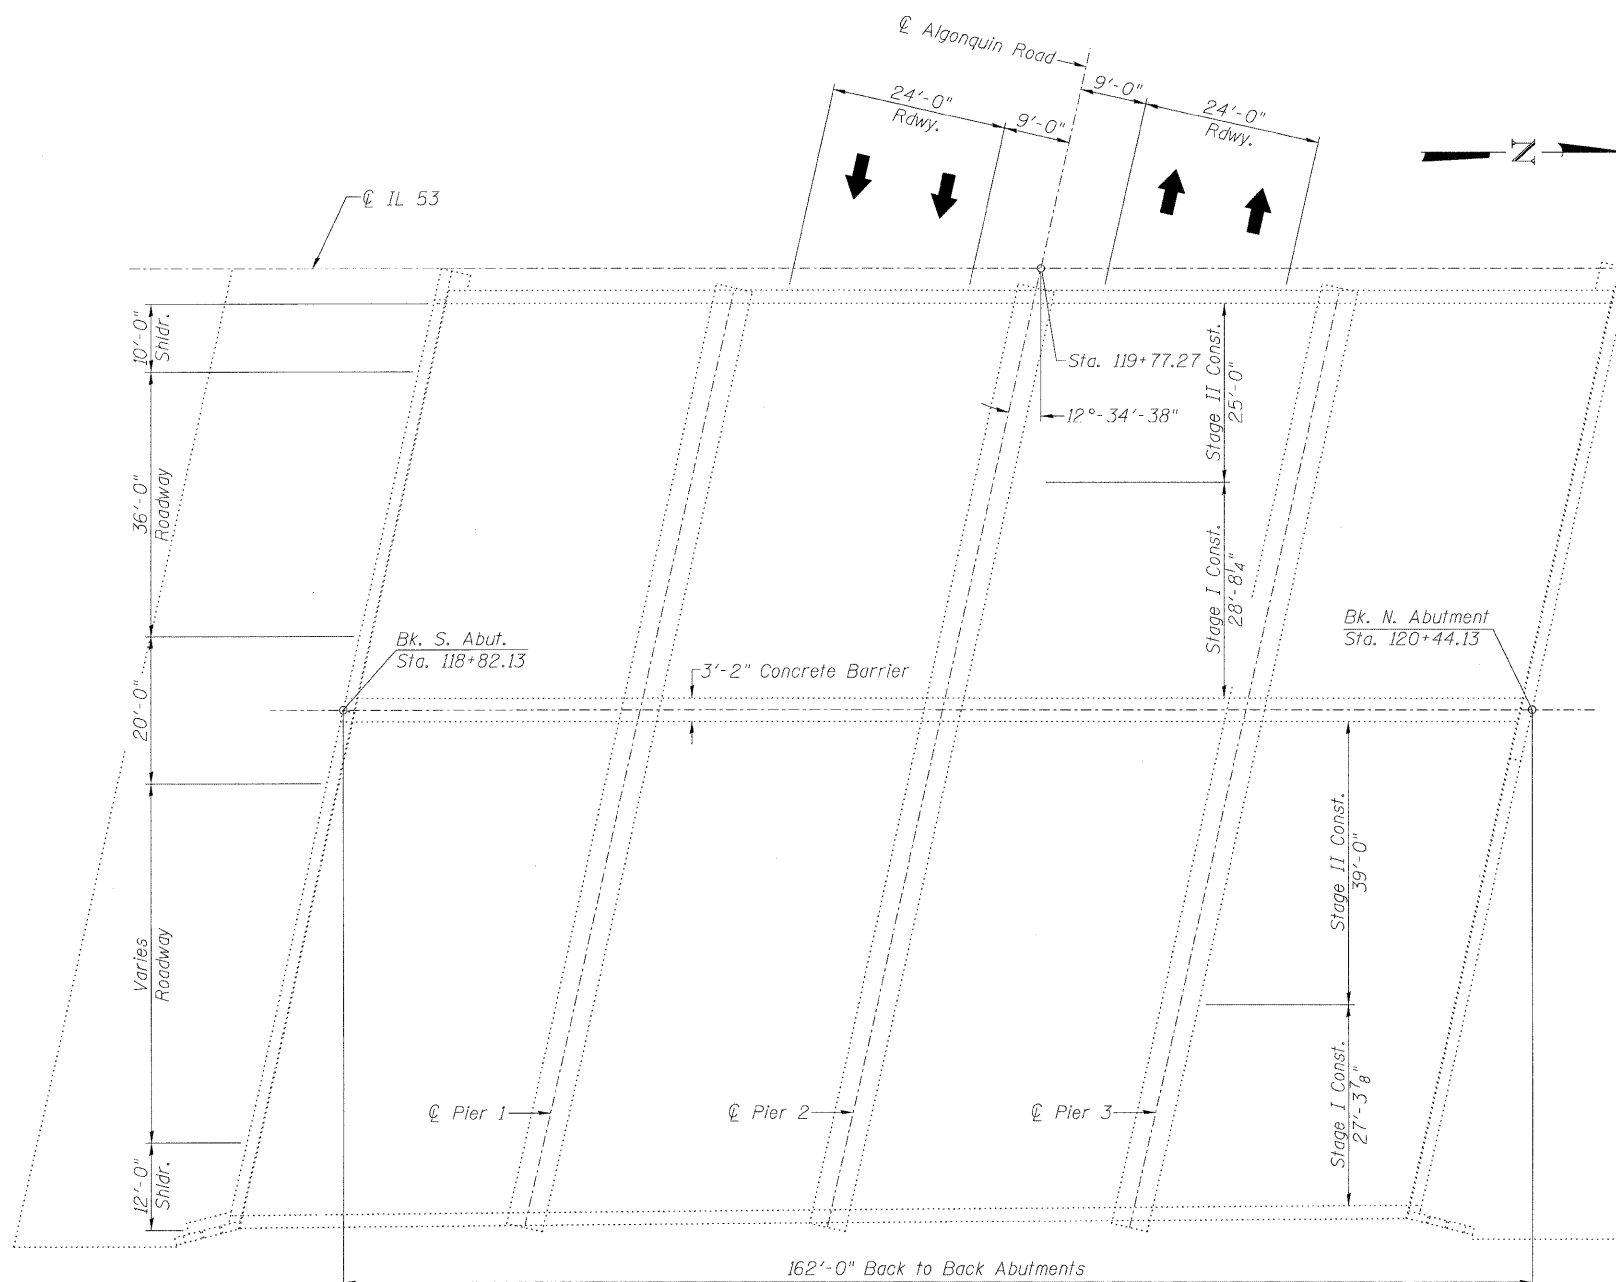 ℄ Algonquin Road
9'-0"
24'-0"
Rdwy.
24'-0"
Rdwy.
9'-0"
N
℄ IL 53
10'-0"
Shldr.
Sta. 119+77.27
12°-34'-38"
Stage II Const.
25'-0"
36'-0"
Roadway
Stage I Const.
28'-8 1/4"
Bk. S. Abut.
Sta. 118+82.13
Bk. N. Abutment
Sta. 120+44.13
3'-2" Concrete Barrier
20'-0"
Stage II Const.
39'-0"
Varies
Roadway
Stage I Const.
27'-3 7/8"
℄ Pier 1
℄ Pier 2
℄ Pier 3
12'-0"
Shldr.
162'-0" Back to Back Abutments